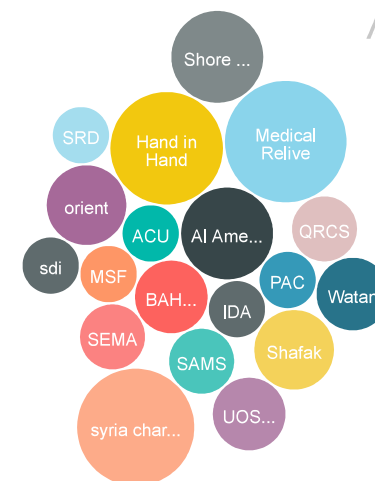 Shore ...
SRD
Hand in
Hand
Medical
Relive
orient
ACU
Al Ame...
QRCS
sdi
MSF
BAH...
IDA
PAC
Watan
SEMA
SAMS
Shafak
syria char...
UOS...